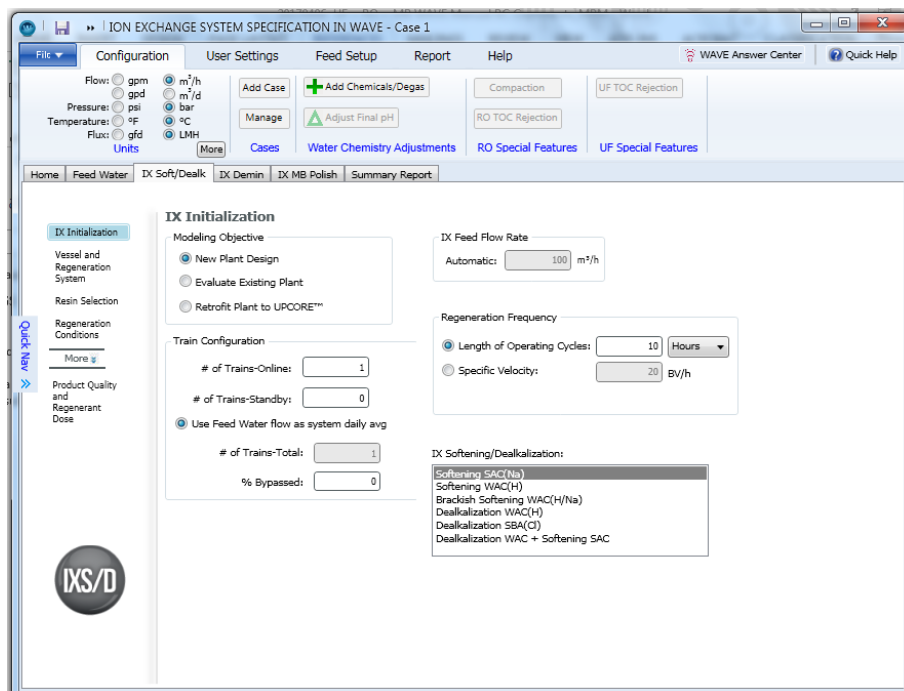 ION EXCHANGE SYSTEM SPECIFICATION IN WAVE - Case 1
File Configuration User Settings Feed Setup Report Help WAVE Answer Center Quick Help
Flow: gpm m³/h
gpd m³/d
Pressure: psi bar
Temperature: °F °C
Flux: gfd LMH
Units More
Add Case
Manage
Cases
Add Chemicals/Degas
Adjust Final pH
Water Chemistry Adjustments
Compaction
RO TOC Rejection
RO Special Features
UF TOC Rejection
UF Special Features
Home Feed Water IX Soft/Dealk IX Demin IX MB Polish Summary Report
Quick Nav
IX Initialization
Vessel and
Regeneration
System
Resin Selection
Regeneration
Conditions
More
Product Quality
and
Regenerant
Dose
IXS/D
IX Initialization
Modeling Objective
New Plant Design
Evaluate Existing Plant
Retrofit Plant to UPCORE™
Train Configuration
# of Trains-Online: 1
# of Trains-Standby: 0
Use Feed Water flow as system daily avg
# of Trains-Total: 1
% Bypassed: 0
IX Feed Flow Rate
Automatic: 100 m³/h
Regeneration Frequency
Length of Operating Cycles: 10 Hours
Specific Velocity: 20 BV/h
IX Softening/Dealkalization:
Softening SAC(Na)
Softening WAC(H)
Brackish Softening WAC(H/Na)
Dealkalization WAC(H)
Dealkalization SBA(Cl)
Dealkalization WAC + Softening SAC